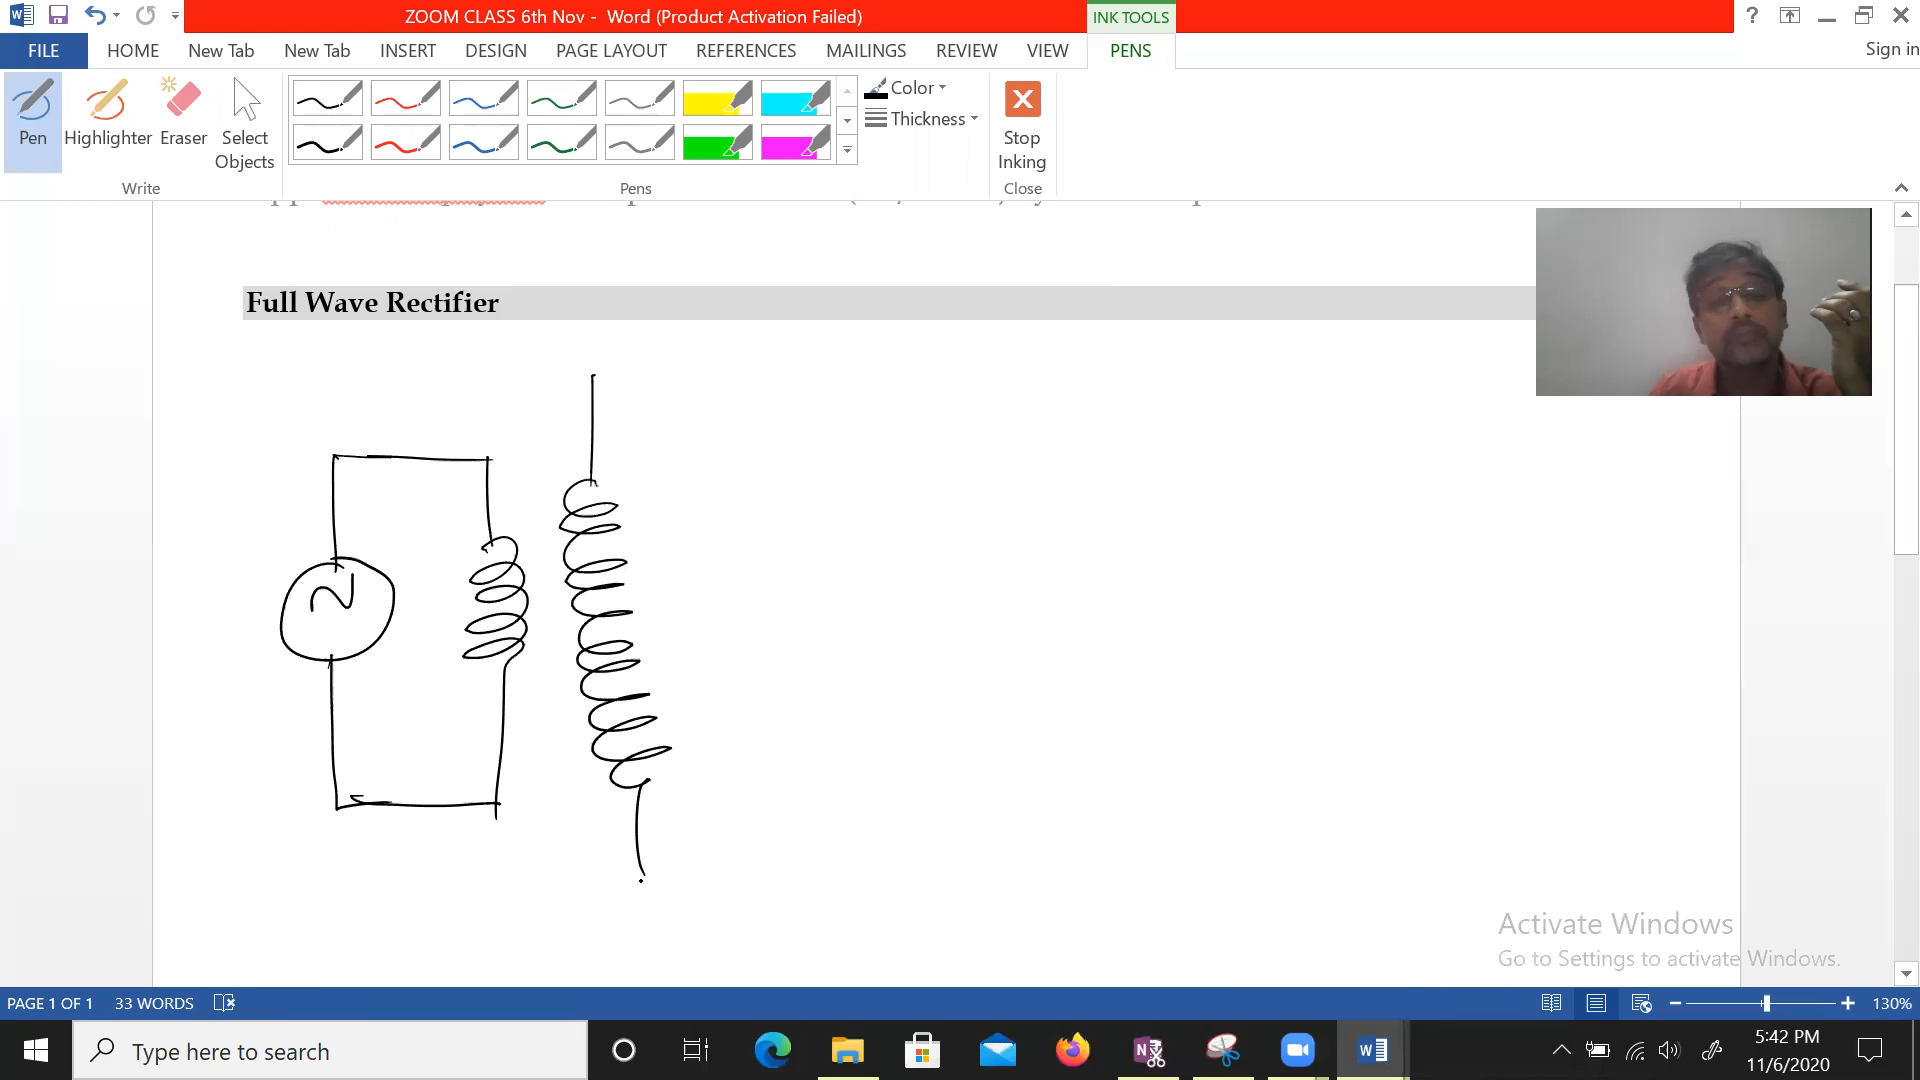 ZOOM CLASS 6th Nov - Word (Product Activation Failed)
INK TOOLS
FILE HOME New Tab New Tab INSERT DESIGN PAGE LAYOUT REFERENCES MAILINGS REVIEW VIEW PENS
Sign in
Pen
Highlighter
Eraser
Select
Objects
Write
Color
Thickness
Pens
Stop
Inking
Close
Full Wave Rectifier
Activate Windows
Go to Settings to activate Windows.
PAGE 1 OF 1 33 WORDS
130%
Type here to search
5:42 PM
11/6/2020